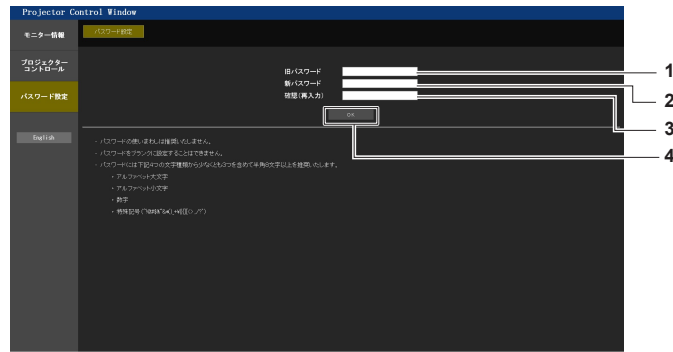 Projector Control Window
モニター情報
パスワード設定
プロジェクター
コントロール
パスワード設定
English
旧パスワード
新パスワード
確認(再入力)
OK
1
2
3
4
- パスワードの使いまわしは推奨いたしません。
- パスワードをブランクに設定することはできません。
- パスワードには下記4つの文字種類から少なくとも3つを含めて半角8文字以上を推奨いたします。
・アルファベット大文字
・アルファベット小文字
・数字
・特殊記号